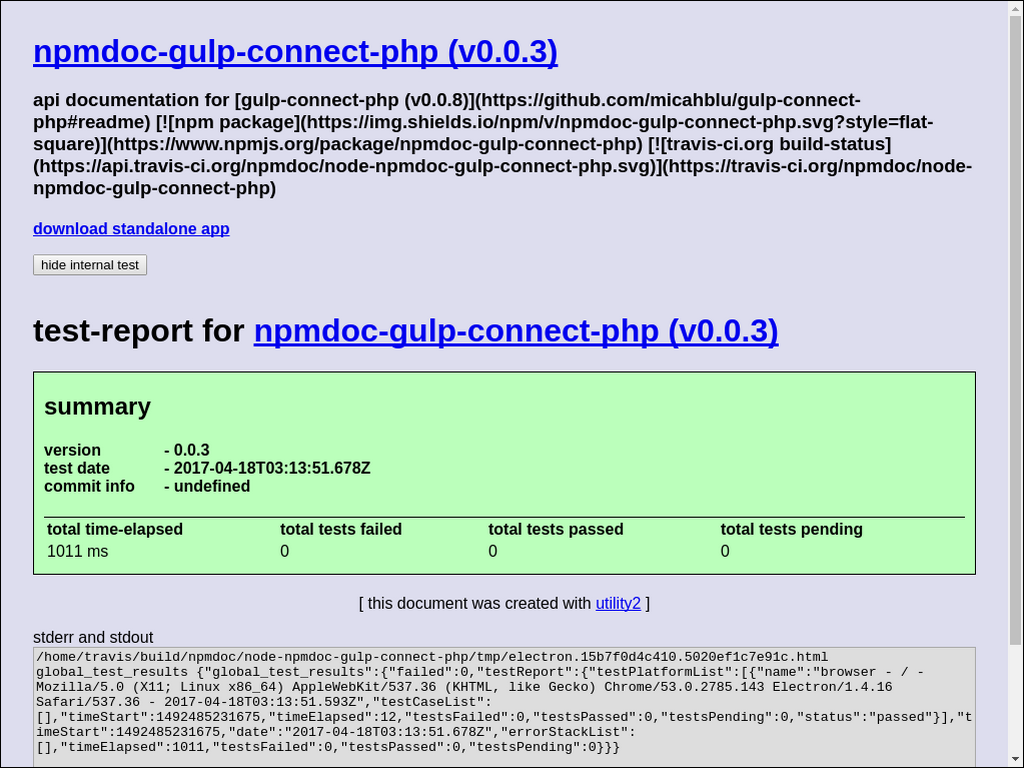 npmdoc-gulp-connect-php (v0.0.3)
api documentation for [gulp-connect-php (v0.0.8)](https://github.com/micahblu/gulp-connect-
php#readme) [![npm package](https://img.shields.io/npm/v/npmdoc-gulp-connect-php.svg?style=flat-
square)](https://www.npmjs.org/package/npmdoc-gulp-connect-php) [![travis-ci.org build-status]
(https://api.travis-ci.org/npmdoc/node-npmdoc-gulp-connect-php.svg)](https://travis-ci.org/npmdoc/node-
npmdoc-gulp-connect-php)
download standalone app
hide internal test
test-report for npmdoc-gulp-connect-php (v0.0.3)
summary
version - 0.0.3
test date - 2017-04-18T03:13:51.678Z
commit info - undefined
total time-elapsed total tests failed total tests passed total tests pending
1011 ms 0 0 0
[ this document was created with utility2 ]
stderr and stdout
/home/travis/build/npmdoc/node-npmdoc-gulp-connect-php/tmp/electron.15b7f0d4c410.5020ef1c7e91c.html
global_test_results {"global_test_results":{"failed":0,"testReport":{"testPlatformList":[{"name":"browser - / -
Mozilla/5.0 (X11; Linux x86_64) AppleWebKit/537.36 (KHTML, like Gecko) Chrome/53.0.2785.143 Electron/1.4.16
Safari/537.36 - 2017-04-18T03:13:51.593Z","testCaseList":
[],"timeStart":1492485231675,"timeElapsed":12,"testsFailed":0,"testsPassed":0,"testsPending":0,"status":"passed"}],"t
imeStart":1492485231675,"date":"2017-04-18T03:13:51.678Z","errorStackList":
[],"timeElapsed":1011,"testsFailed":0,"testsPassed":0,"testsPending":0}}}